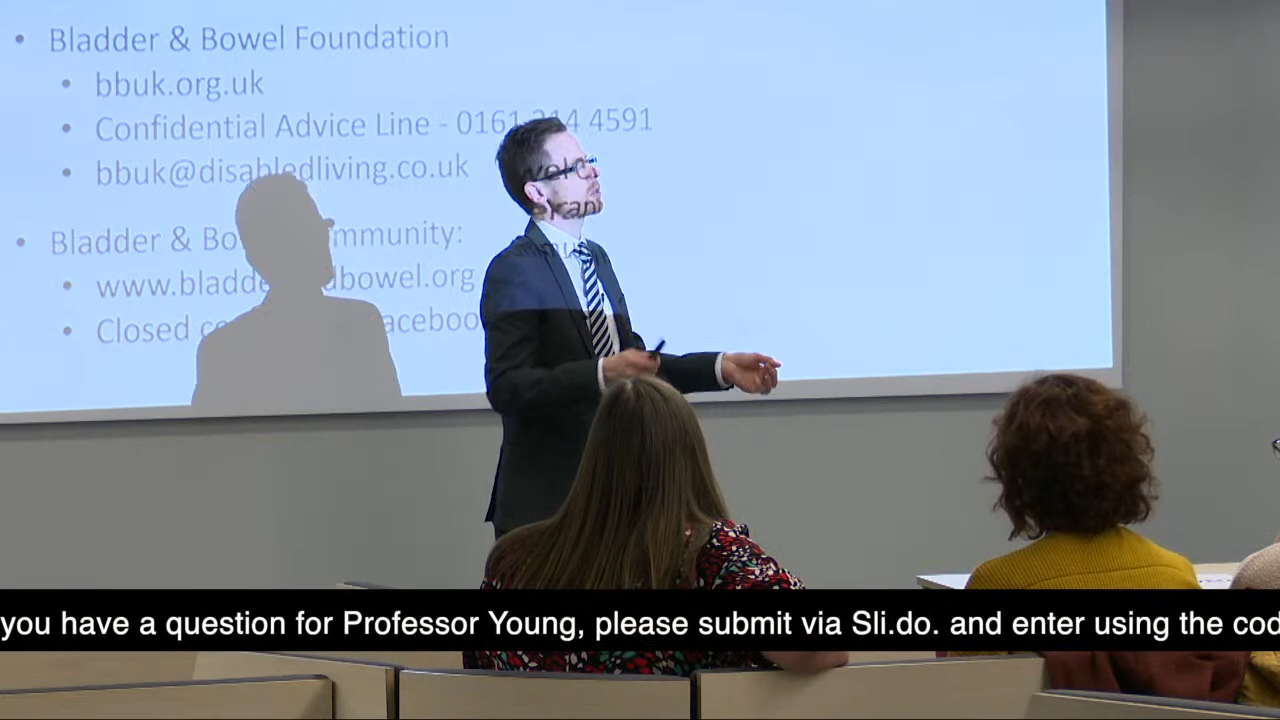 • Bladder & Bowel Foundation
• bbuk.org.uk
• Confidential Advice Line - 0161 214 4591
• bbuk@disabledliving.co.uk
• Bladder & Bo mmunity:
• www.bladde dbowel.org
• Closed c aceboo
you have a question for Professor Young, please submit via Sli.do. and enter using the cod